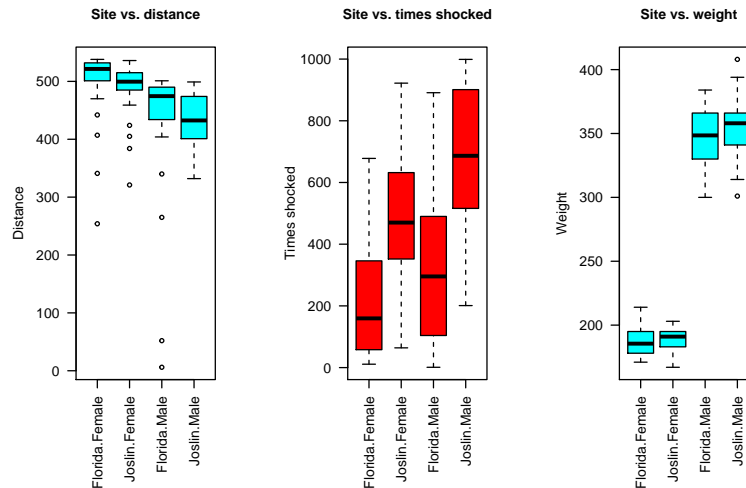 Site vs. distance
Distance
500
400
300
200
100
0
Florida.Female
Joslin.Female
Florida.Male
Joslin.Male
Site vs. times shocked
Times shocked
1000
800
600
400
200
0
Florida.Female
Joslin.Female
Florida.Male
Joslin.Male
Site vs. weight
Weight
400
350
300
250
200
Florida.Female
Joslin.Female
Florida.Male
Joslin.Male